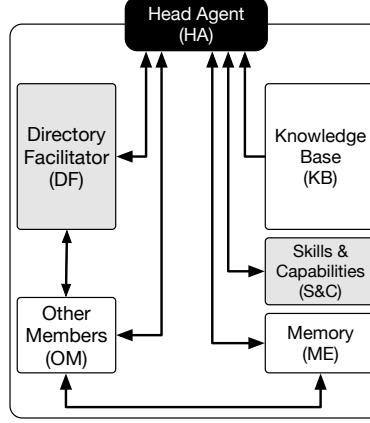 Head Agent
(HA)
Directory
Facilitator
(DF)
Knowledge
Base
(KB)
Skills &
Capabilities
(S&C)
Other
Members
(OM)
Memory
(ME)